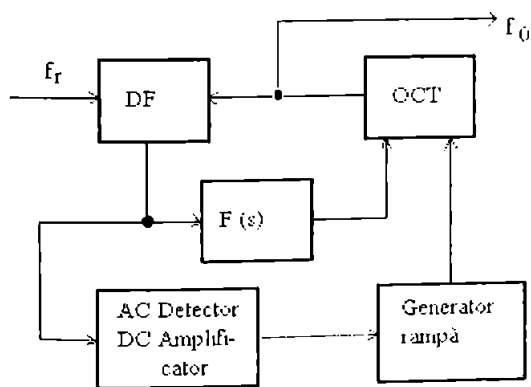 f₀
fᵣ
DF
OCT
F (s)
AC Detector
DC Amplifi-
cator
Generator
rampă